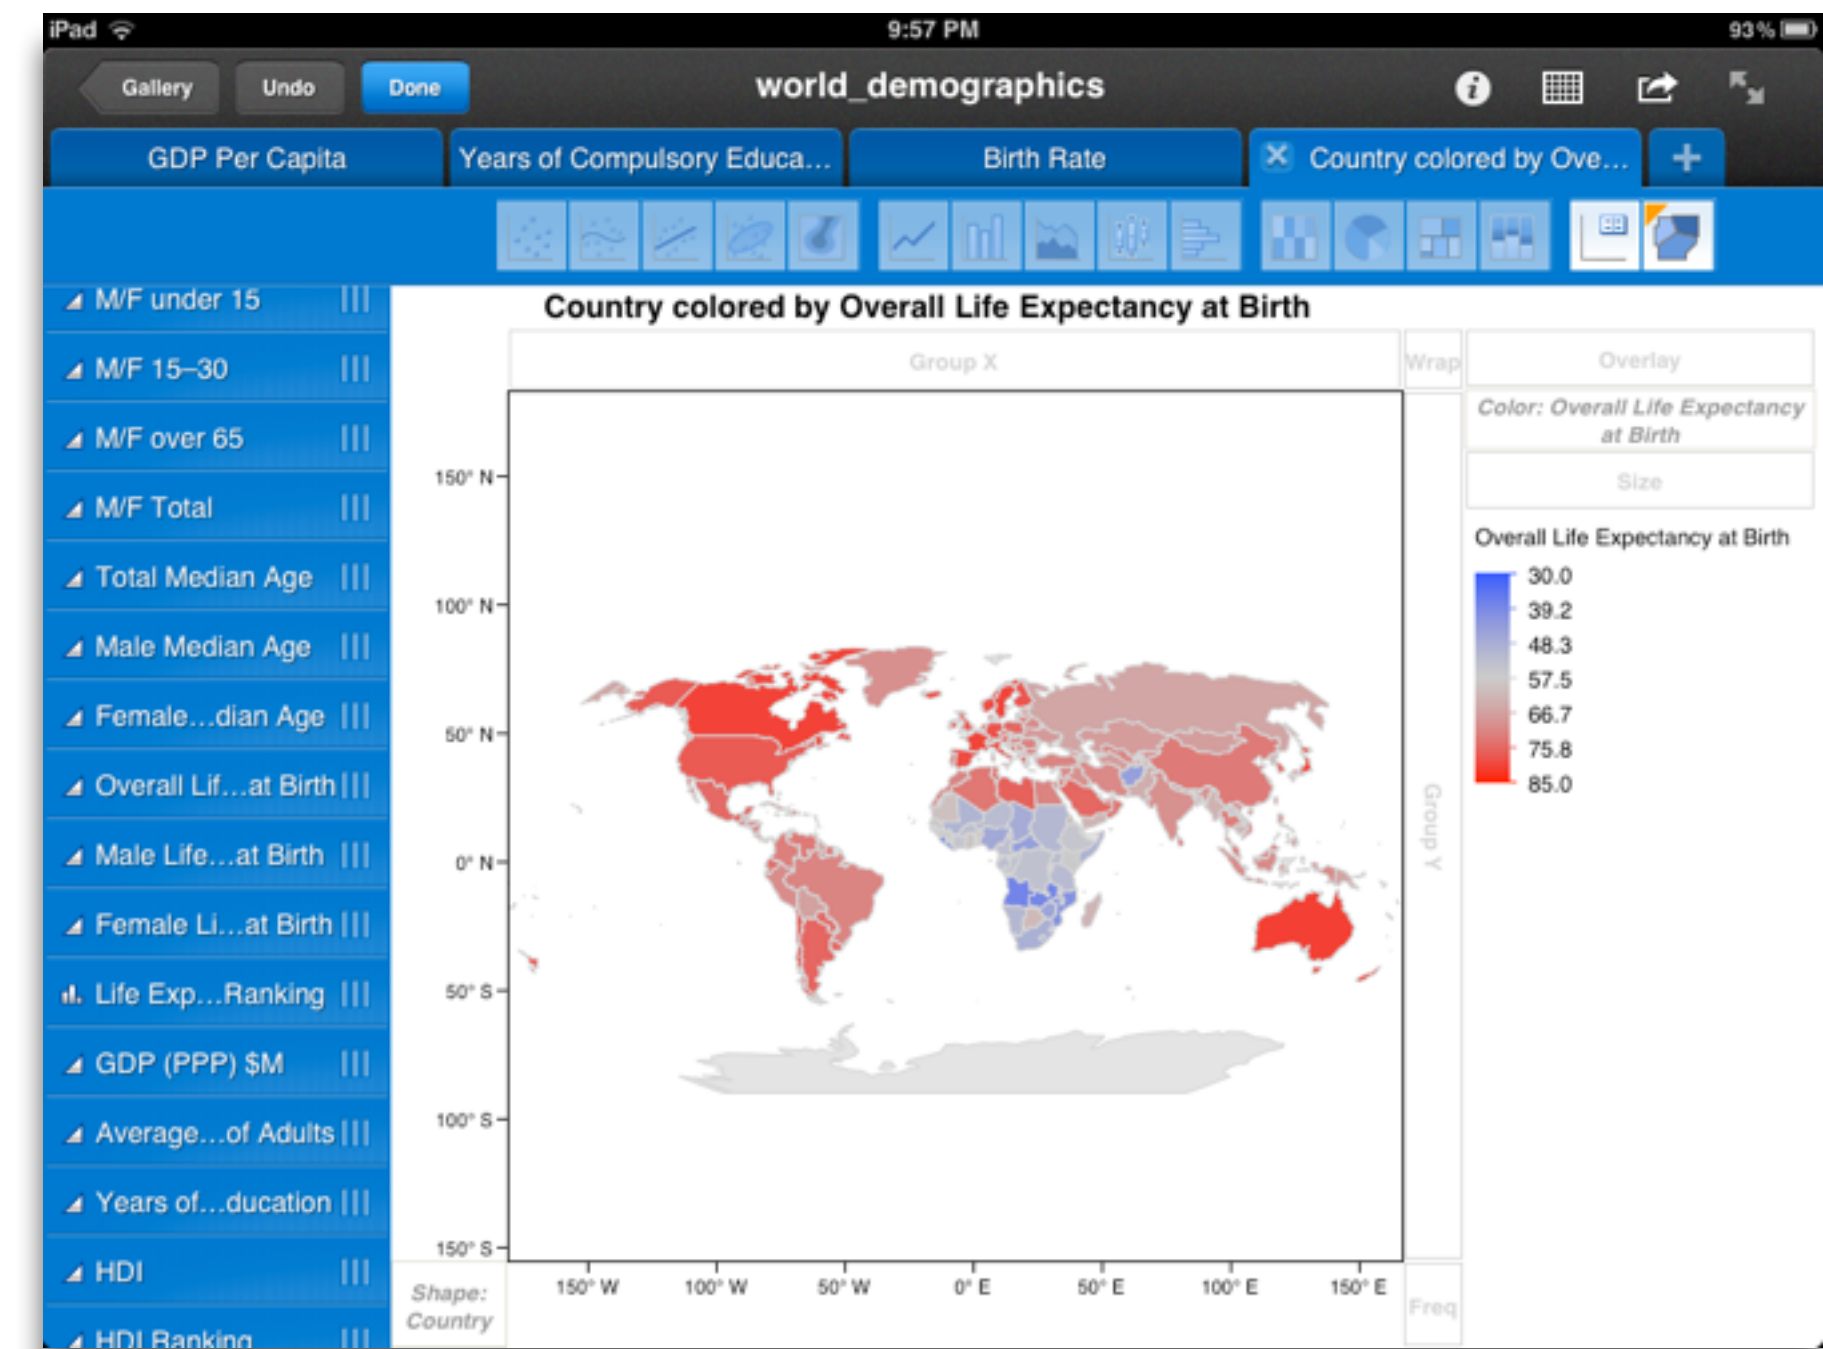 iPad 9:57 PM 93%
Gallery Undo Done world_demographics
GDP Per Capita Years of Compulsory Educa... Birth Rate Country colored by Ove...
M/F under 15
M/F 15–30
M/F over 65
M/F Total
Total Median Age
Male Median Age
Female...dian Age
Overall Lif...at Birth
Male Life...at Birth
Female Li...at Birth
Life Exp...Ranking
GDP (PPP) $M
Average...of Adults
Years of...ducation
HDI
HDI Ranking
Country colored by Overall Life Expectancy at Birth
Group X
Wrap
Overlay
Color: Overall Life Expectancy
at Birth
Size
Overall Life Expectancy at Birth
30.0
39.2
48.3
57.5
66.7
75.8
85.0
150° N
100° N
50° N
0° N
50° S
100° S
150° S
Group Y
150° W 100° W 50° W 0° E 50° E 100° E 150° E
Shape:
Country
Freq